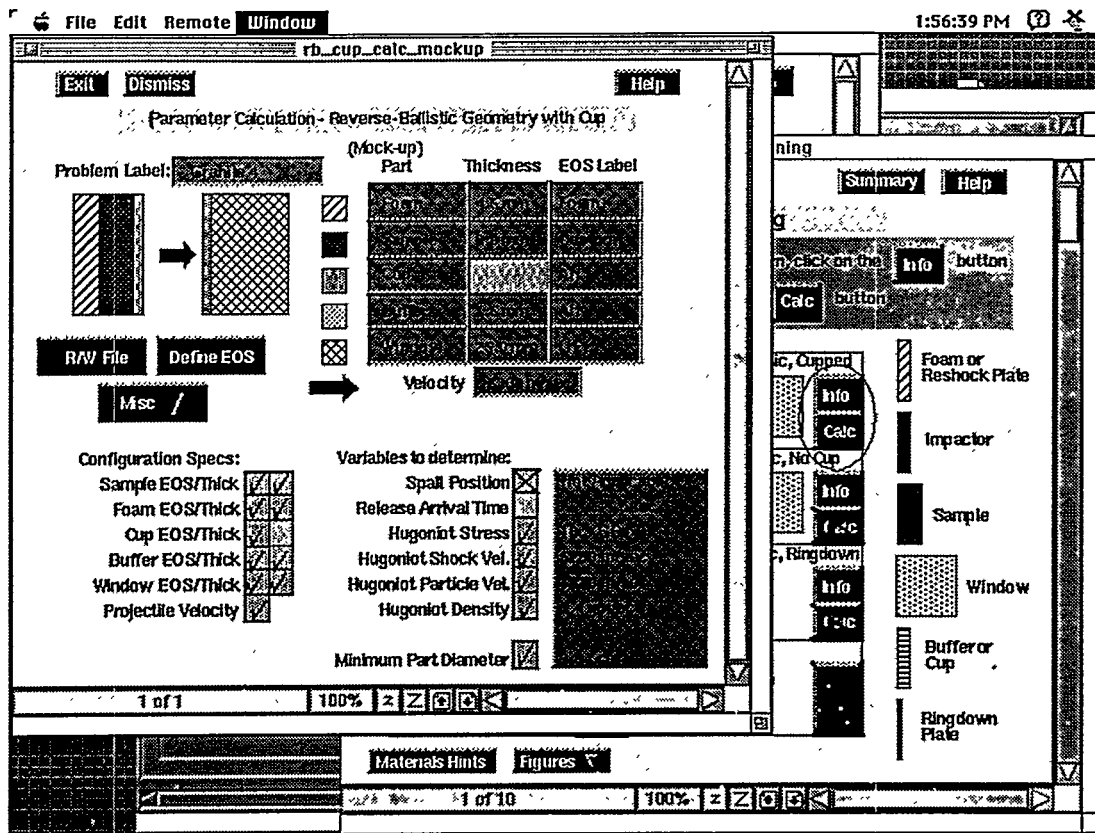 File Edit Remote Window 1:56:39 PM
rb_cup_calc_mockup
Exit Dismiss Help
Parameter Calculation - Reverse-Ballistic Geometry with Cup
(Mock-up)
Problem Label:
Part Thickness EOS Label
R/W File Define EOS
Misc
Velocity
Configuration Specs:
Sample EOS/Thick
Foam EOS/Thick
Cup EOS/Thick
Buffer EOS/Thick
Window EOS/Thick
Projectile Velocity
Variables to determine:
Spall Position
Release Arrival Time
Hugoniot Stress
Hugoniot Shock Vel.
Hugoniot Particle Vel.
Hugoniot Density
Minimum Part Diameter
1 of 1 100%
ning
Summary Help
g
click on the Info button
Calc button
ic, Cupped
Info
Calc
ic, No Cup
Info
Calc
ic, Ringdown
Info
Calc
Foam or
Reshock Plate
Impactor
Sample
Window
Buffer or
Cup
Ringdown
Plate
Materials Hints Figures
1 of 10 100%